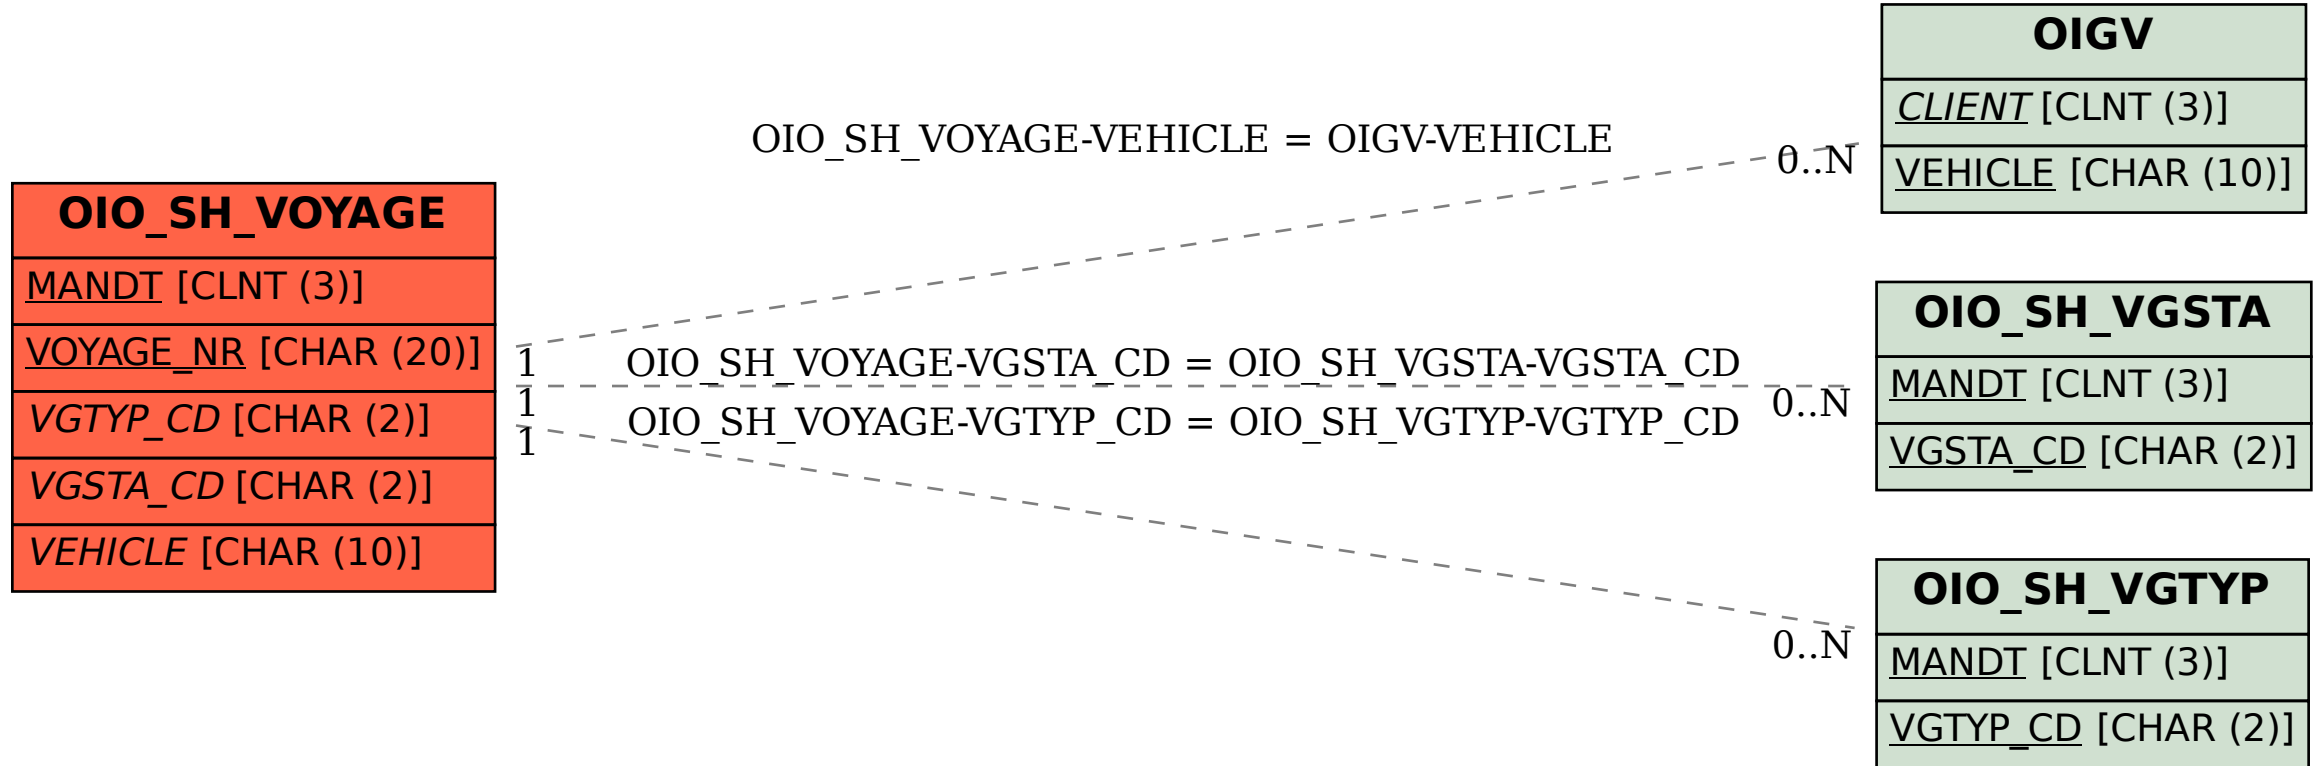 OIO_SH_VOYAGE
MANDT [CLNT (3)]
VOYAGE_NR [CHAR (20)]
VGTYP_CD [CHAR (2)]
VGSTA_CD [CHAR (2)]
VEHICLE [CHAR (10)]
OIO_SH_VOYAGE-VEHICLE = OIGV-VEHICLE
0..N
1
OIO_SH_VOYAGE-VGSTA_CD = OIO_SH_VGSTA-VGSTA_CD
1
0..N
OIO_SH_VOYAGE-VGTYP_CD = OIO_SH_VGTYP-VGTYP_CD
1
0..N
OIGV
CLIENT [CLNT (3)]
VEHICLE [CHAR (10)]
OIO_SH_VGSTA
MANDT [CLNT (3)]
VGSTA_CD [CHAR (2)]
OIO_SH_VGTYP
MANDT [CLNT (3)]
VGTYP_CD [CHAR (2)]